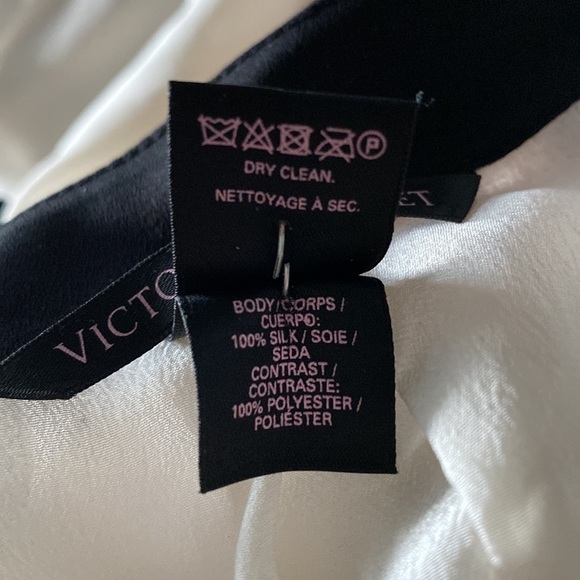 P
DRY CLEAN.
NETTOYAGE À SEC.
VICTO
ET
BODY/CORPS /
CUERPO:
100% SILK / SOIE /
SEDA
CONTRAST /
CONTRASTE:
100% POLYESTER /
POLIÉSTER